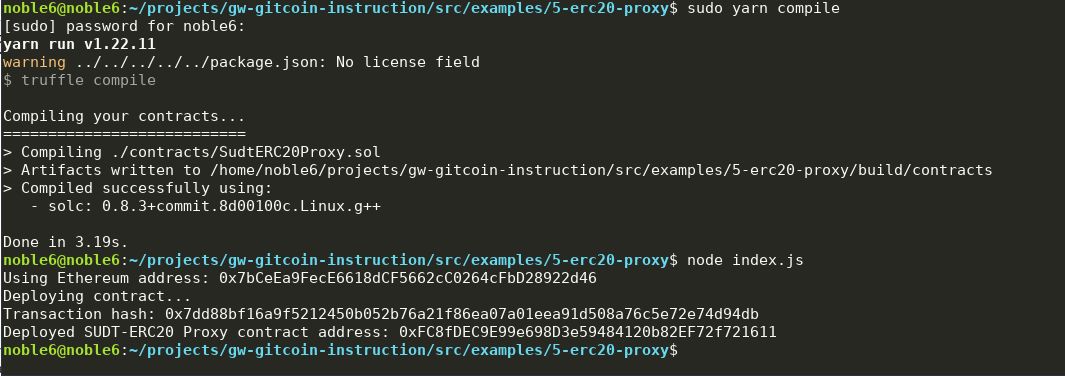 noble6@noble6:~/projects/gw-gitcoin-instruction/src/examples/5-erc20-proxy$ sudo yarn compile
[sudo] password for noble6:
yarn run v1.22.11
warning ../../../../../package.json: No license field
$ truffle compile
Compiling your contracts...
===========================
> Compiling ./contracts/SudtERC20Proxy.sol
> Artifacts written to /home/noble6/projects/gw-gitcoin-instruction/src/examples/5-erc20-proxy/build/contracts
> Compiled successfully using:
- solc: 0.8.3+commit.8d00100c.Linux.g++
Done in 3.19s.
noble6@noble6:~/projects/gw-gitcoin-instruction/src/examples/5-erc20-proxy$ node index.js
Using Ethereum address: 0x7bCeEa9FecE6618dCF5662cC0264cFbD28922d46
Deploying contract...
Transaction hash: 0x7dd88bf16a9f5212450b052b76a21f86ea07a01eea91d508a76c5e72e74d94db
Deployed SUDT-ERC20 Proxy contract address: 0xFC8fDEC9E99e698D3e59484120b82EF72f721611
noble6@noble6:~/projects/gw-gitcoin-instruction/src/examples/5-erc20-proxy$